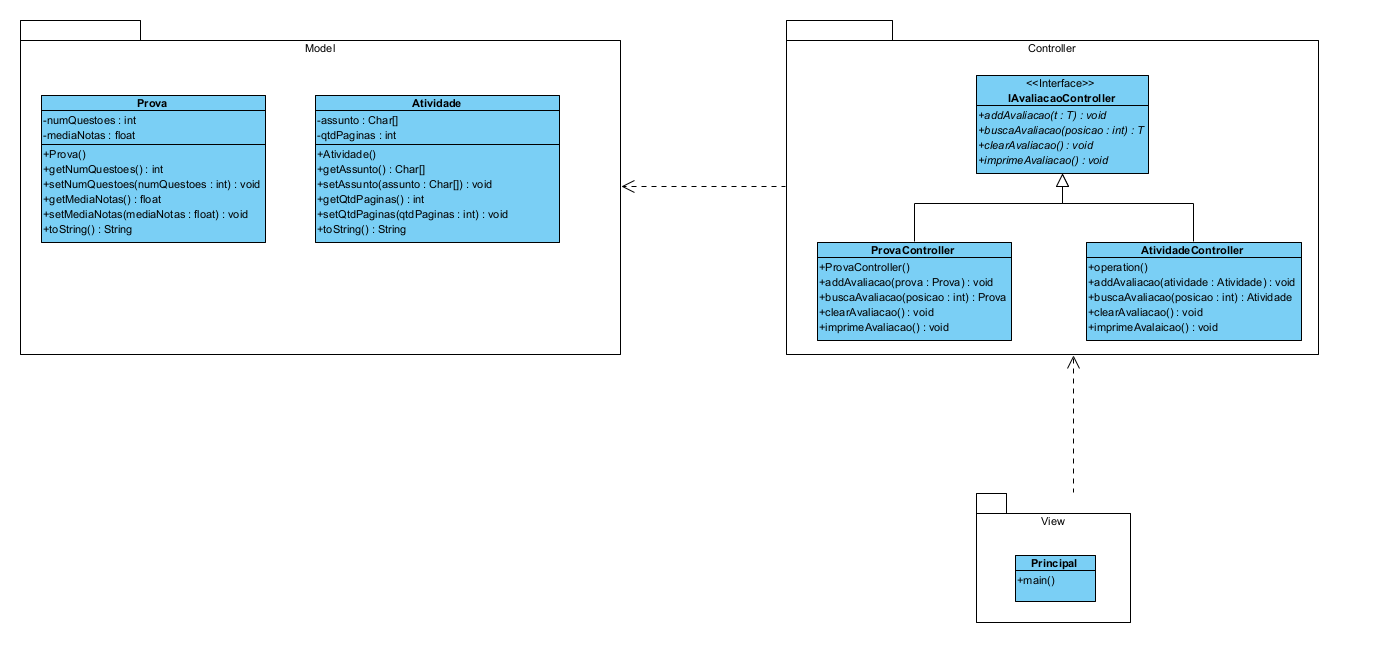 Model
Prova
-numQuestoes : int
-mediaNotas : float
+Prova()
+getNumQuestoes() : int
+setNumQuestoes(numQuestoes : int) : void
+getMediaNotas() : float
+setMediaNotas(mediaNotas : float) : void
+toString() : String
Atividade
-assunto : Char[]
-qtdPaginas : int
+Atividade()
+getAssunto() : Char[]
+setAssunto(assunto : Char[]) : void
+getQtdPaginas() : int
+setQtdPaginas(qtdPaginas : int) : void
+toString() : String
Controller
<<Interface>>
IAvaliacaoController
+addAvaliacao(t : T) : void
+buscaAvaliacao(posicao : int) : T
+clearAvaliacao() : void
+imprimeAvaliacao() : void
ProvaController
+ProvaController()
+addAvaliacao(prova : Prova) : void
+buscaAvaliacao(posicao : int) : Prova
+clearAvaliacao() : void
+imprimeAvaliacao() : void
AtividadeController
+operation()
+addAvaliacao(atividade : Atividade) : void
+buscaAvaliacao(posicao : int) : Atividade
+clearAvaliacao() : void
+imprimeAvalaicao() : void
View
Principal
+main()